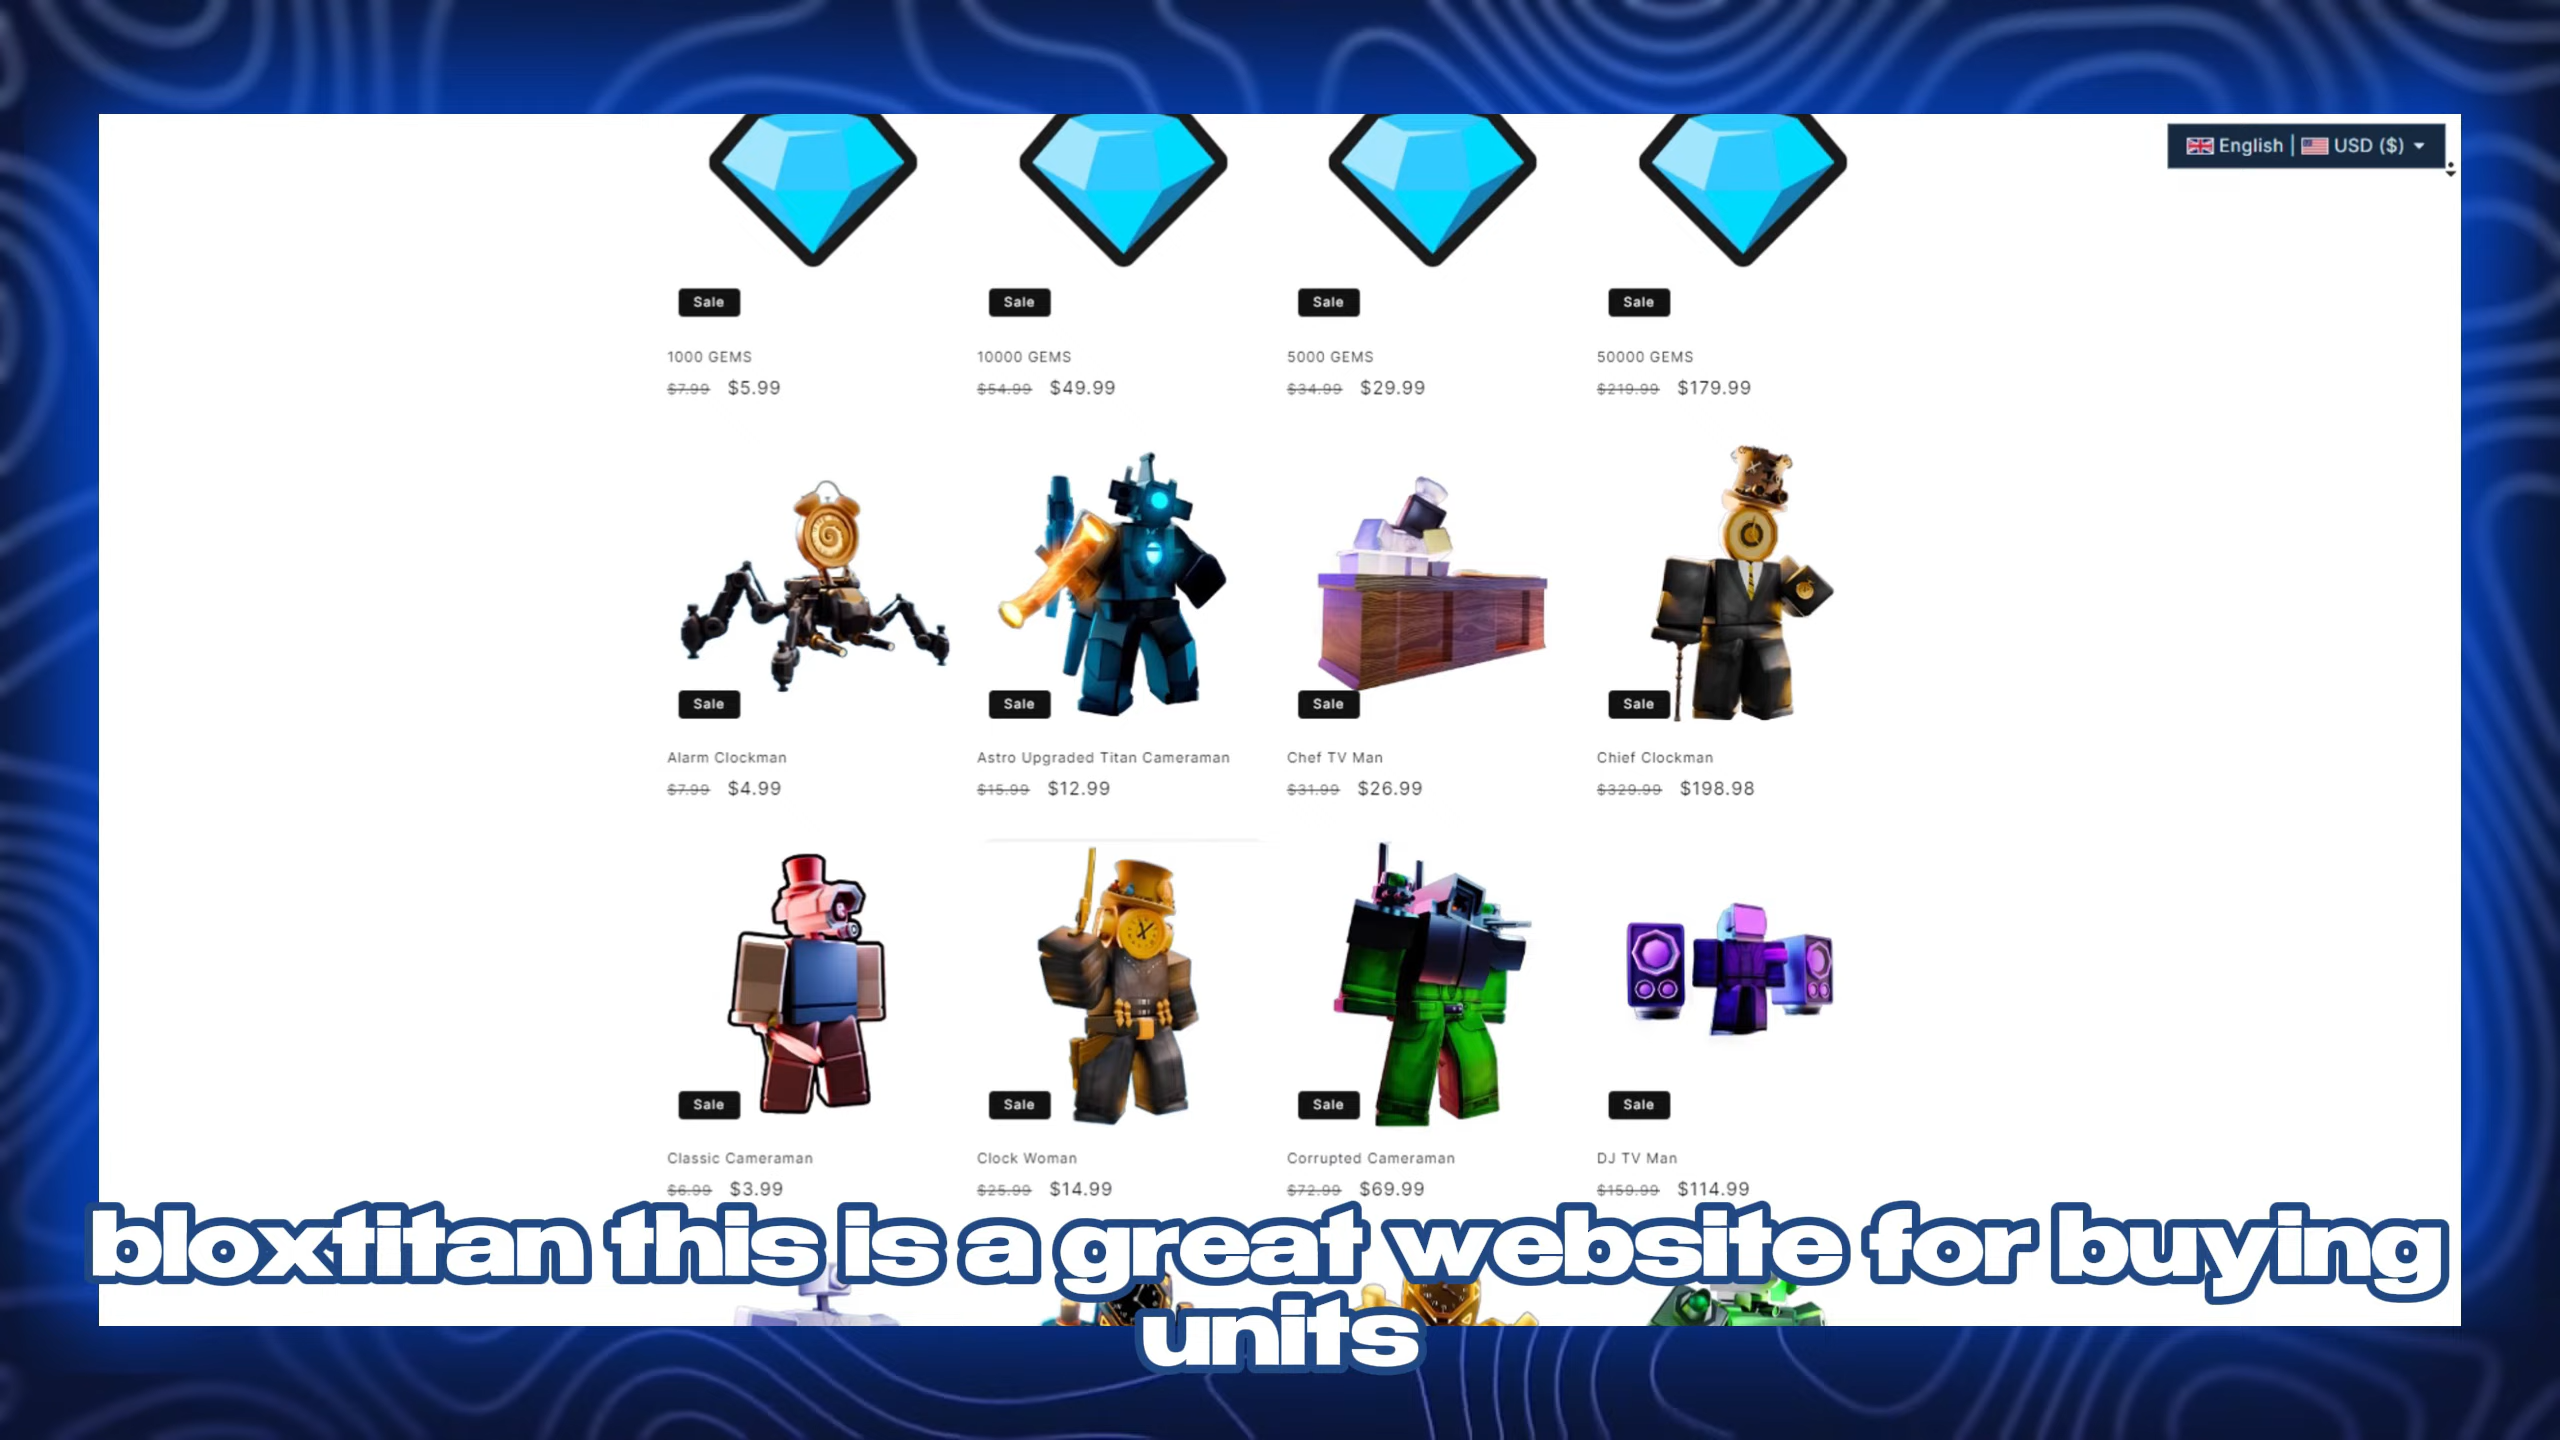 English | USD ($)
Sale Sale Sale Sale
1000 GEMS 10000 GEMS 5000 GEMS 50000 GEMS
$7.99 $5.99 $54.99 $49.99 $34.99 $29.99 $219.99 $179.99
Sale Sale Sale Sale
Alarm Clockman Astro Upgraded Titan Cameraman Chef TV Man Chief Clockman
$7.99 $4.99 $15.99 $12.99 $31.99 $26.99 $329.99 $198.98
Sale Sale Sale Sale
Classic Cameraman Clock Woman Corrupted Cameraman DJ TV Man
$6.99 $3.99 $25.99 $14.99 $72.99 $69.99 $159.99 $114.99
bloxtitan this is a great website for buying
units